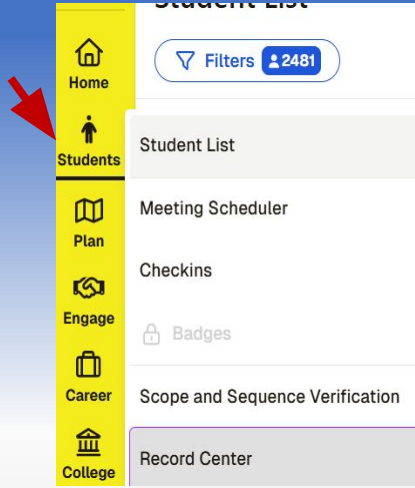 Student List
Filters 2481
Home
Students
Plan
Engage
Career
College
Student List
Meeting Scheduler
Checkins
Badges
Scope and Sequence Verification
Record Center